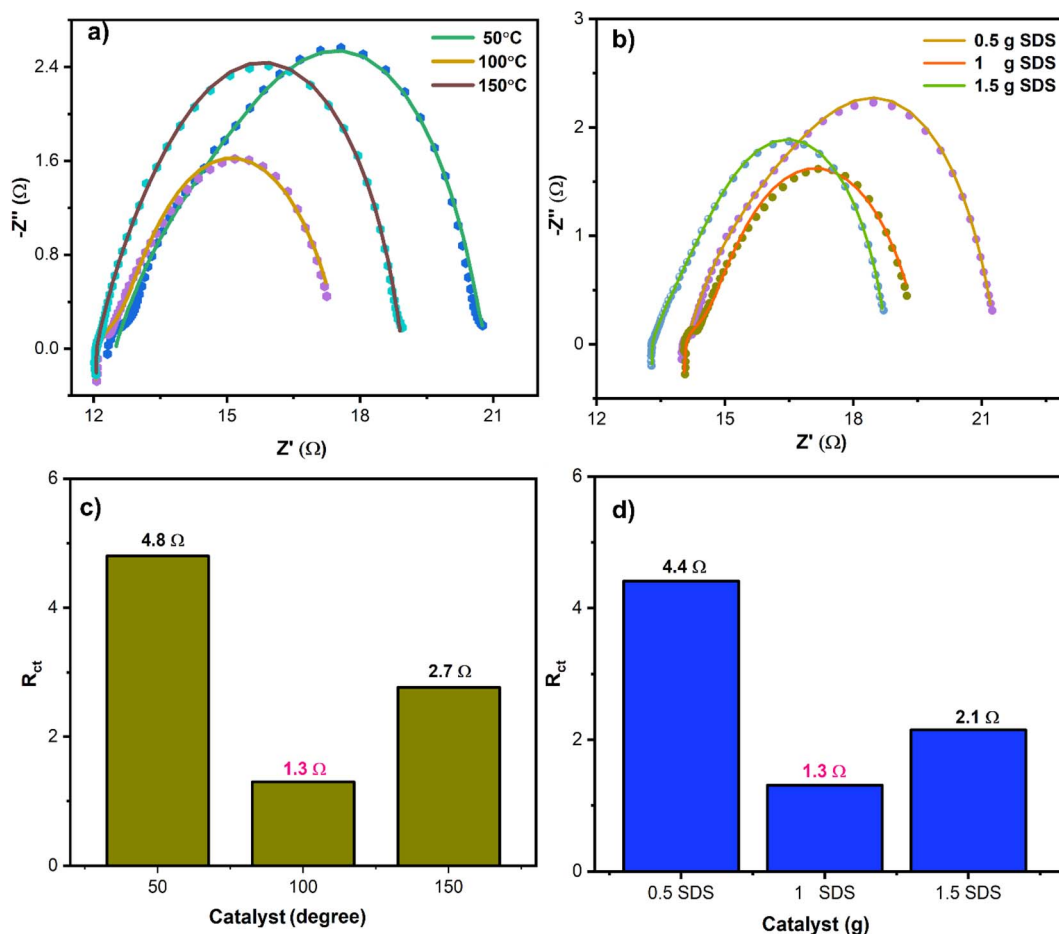 a)
50°C
100°C
150°C
-Z'' (Ω)
2.4
1.6
0.8
0.0
12 15 18 21
Z' (Ω)
b)
0.5 g SDS
1 g SDS
1.5 g SDS
-Z'' (Ω)
3
2
1
0
12 15 18 21
Z' (Ω)
c)
Rct
6
4
2
0
4.8 Ω
1.3 Ω
2.7 Ω
50 100 150
Catalyst (degree)
d)
Rct
6
4
2
0
4.4 Ω
1.3 Ω
2.1 Ω
0.5 SDS 1 SDS 1.5 SDS
Catalyst (g)